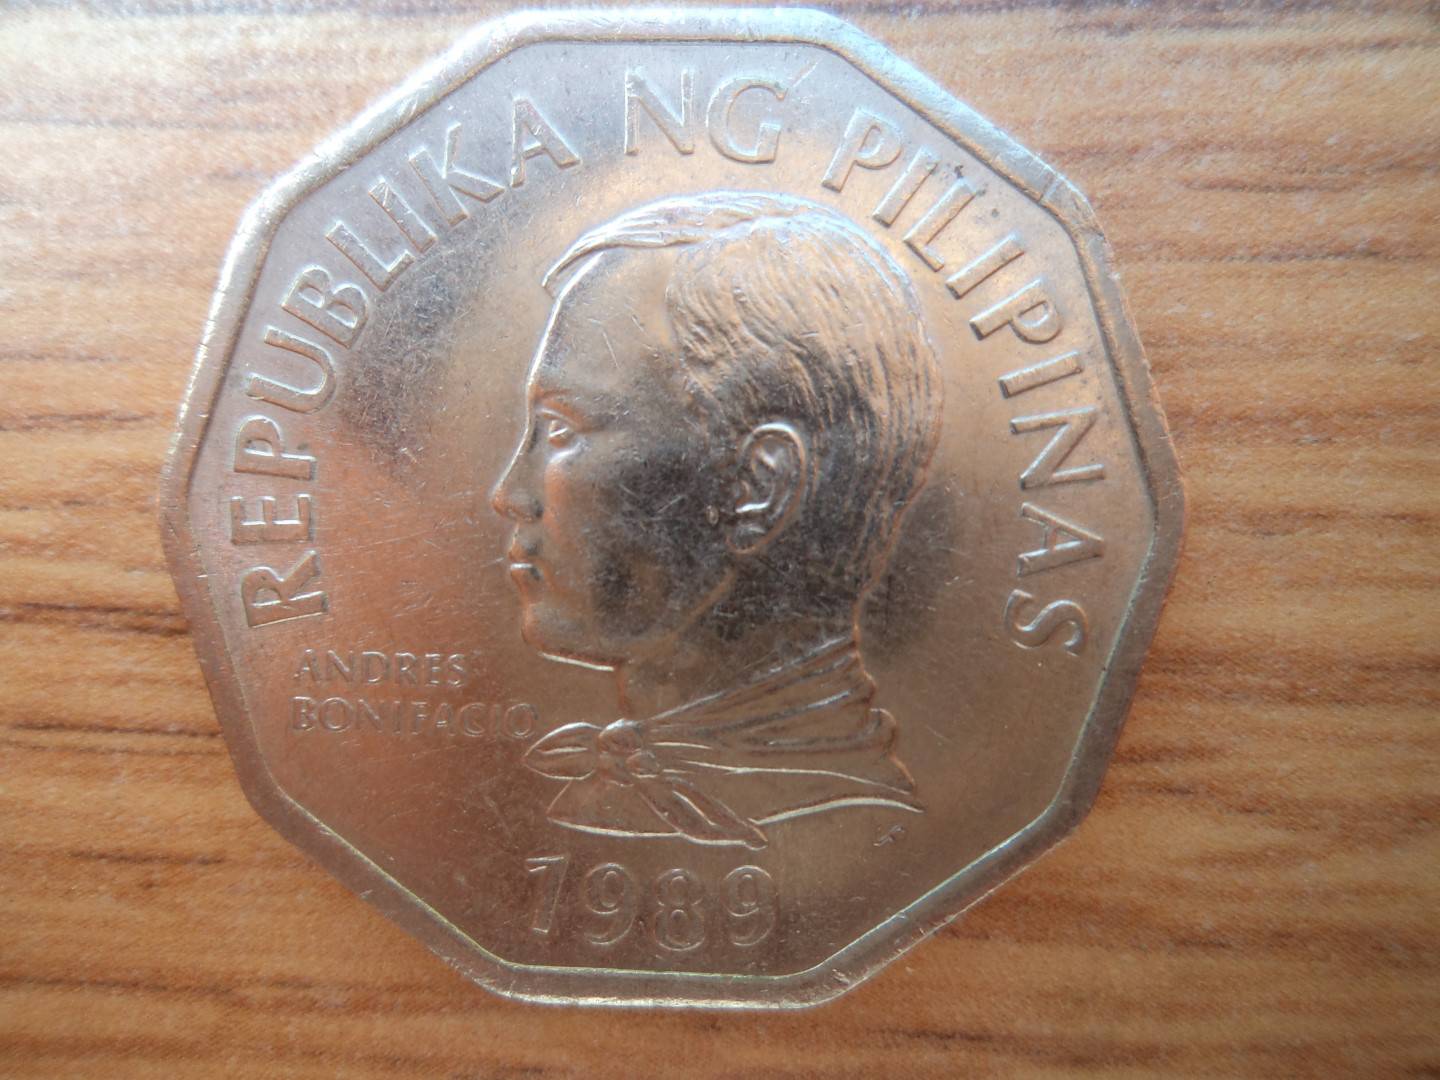 REPUBLIKA NG PILIPINAS
ANDRES
BONIFACIO
1989